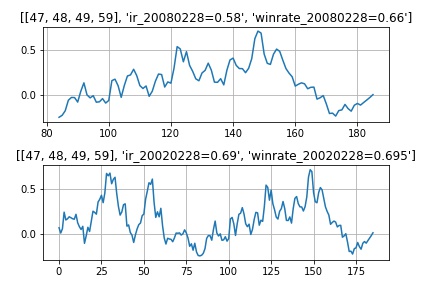 [[47, 48, 49, 59], 'ir_20080228=0.58', 'winrate_20080228=0.66']
0.5
0.0
80 100 120 140 160 180
[[47, 48, 49, 59], 'ir_20020228=0.69', 'winrate_20020228=0.695']
0.5
0.0
0 25 50 75 100 125 150 175